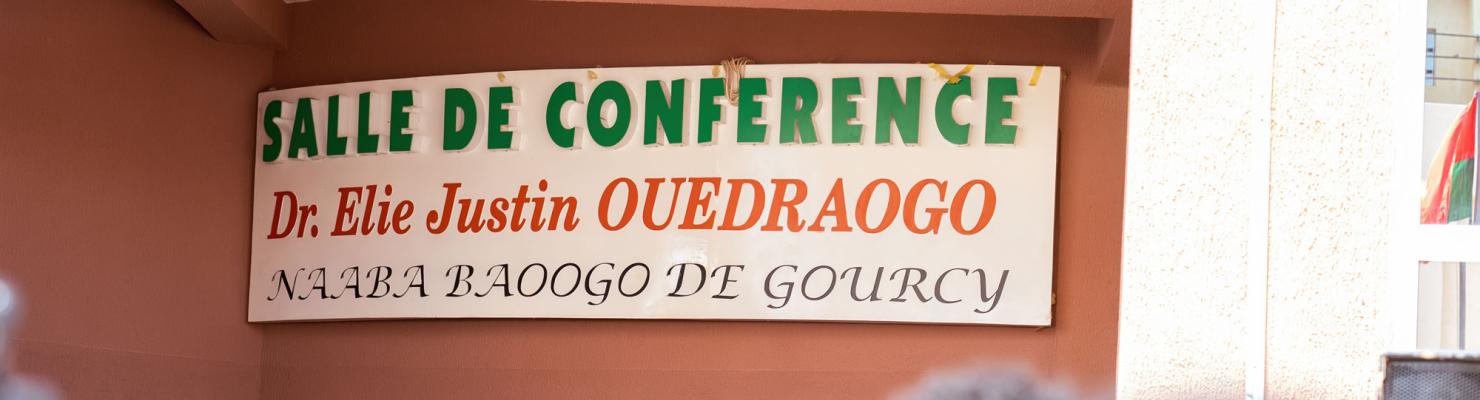 SALLE DE CONFERENCE
Dr. Elie Justin OUEDRAOGO
NAABA BAOOGO DE GOURCY